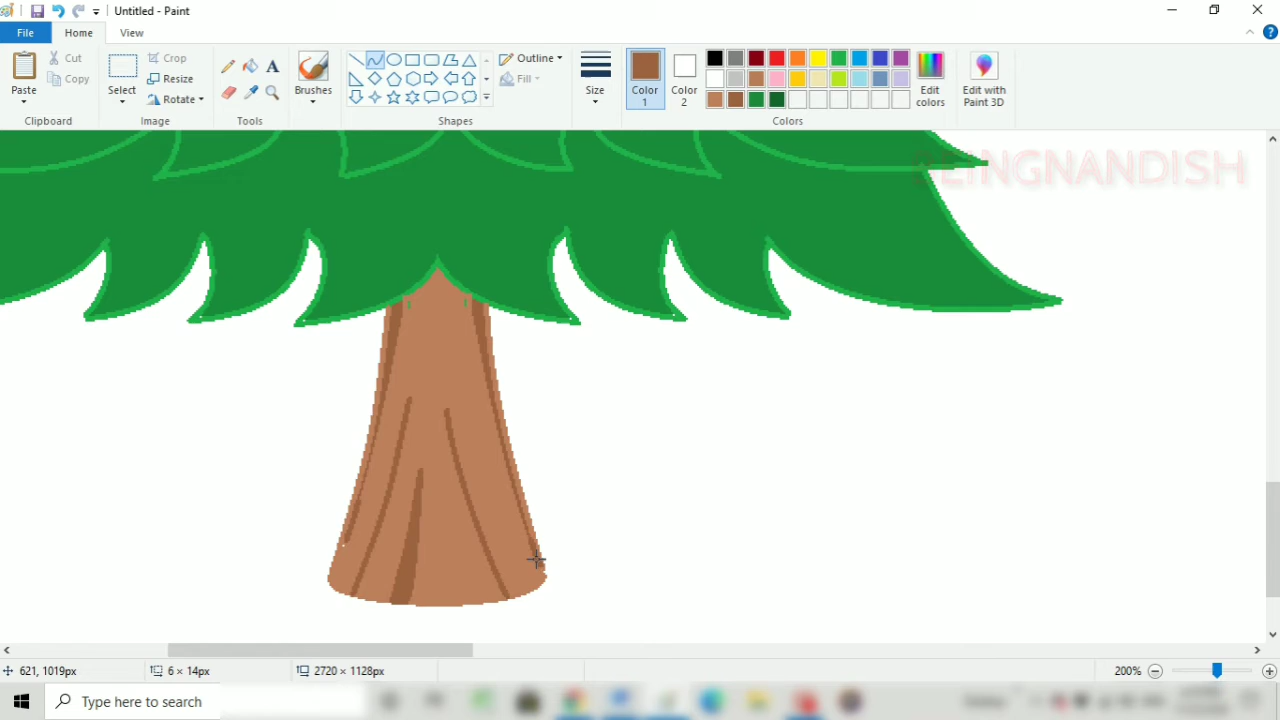 Untitled - Paint
File Home View
Paste
Cut
Copy
Clipboard
Select
Crop
Resize
Rotate
Image
A
Tools
Brushes
Shapes
Outline
Fill
Size
Color 1
Color 2
Edit colors
Colors
Edit with Paint 3D
BEINGNANDISH
621, 1019px 6 × 14px 2720 × 1128px 200%
Type here to search